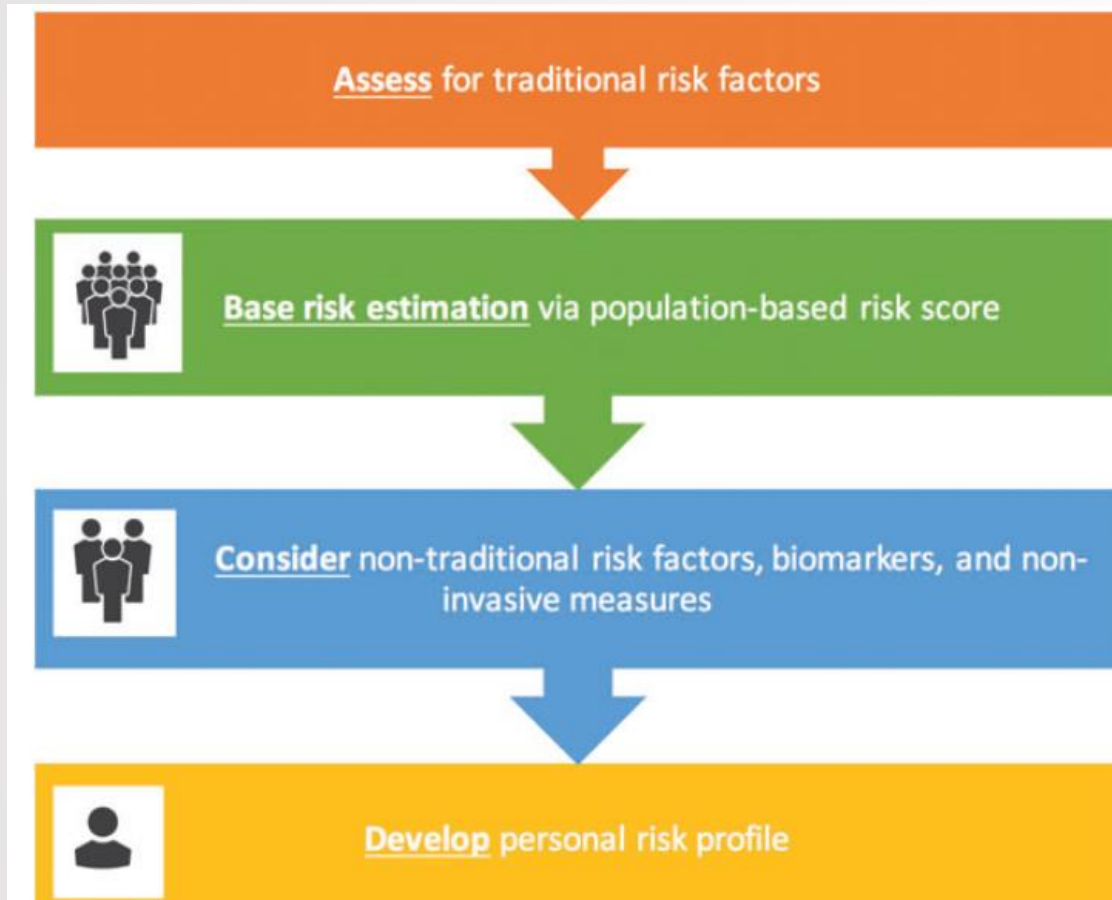 Assess for traditional risk factors
Base risk estimation via population-based risk score
Consider non-traditional risk factors, biomarkers, and non-
invasive measures
Develop personal risk profile